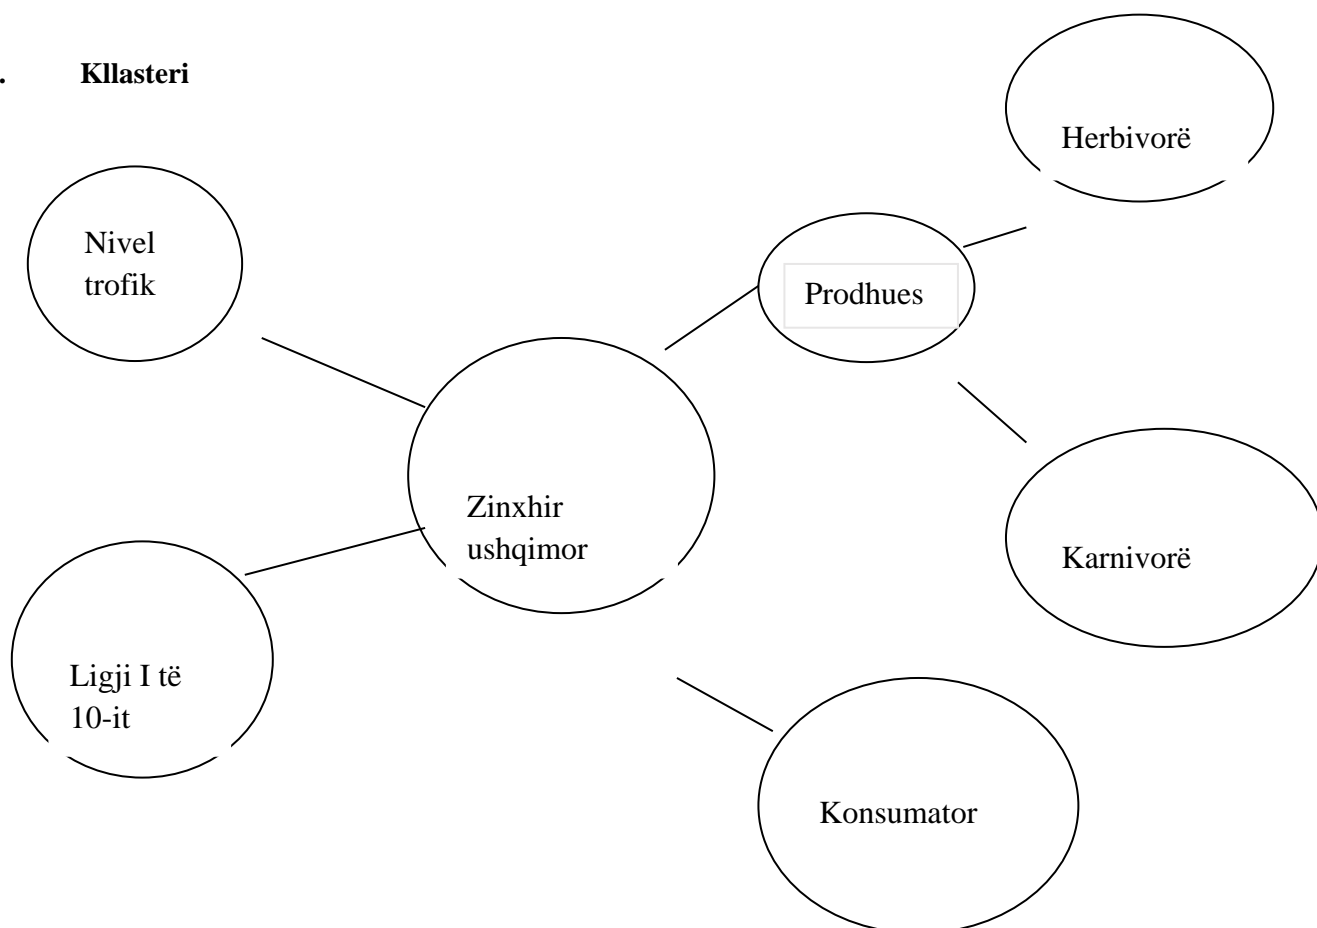 . Kllasteri
Herbivorë
Nivel
trofik
Prodhues
Zinxhir
ushqimor
Karnivorë
Ligji I të
10-it
Konsumator